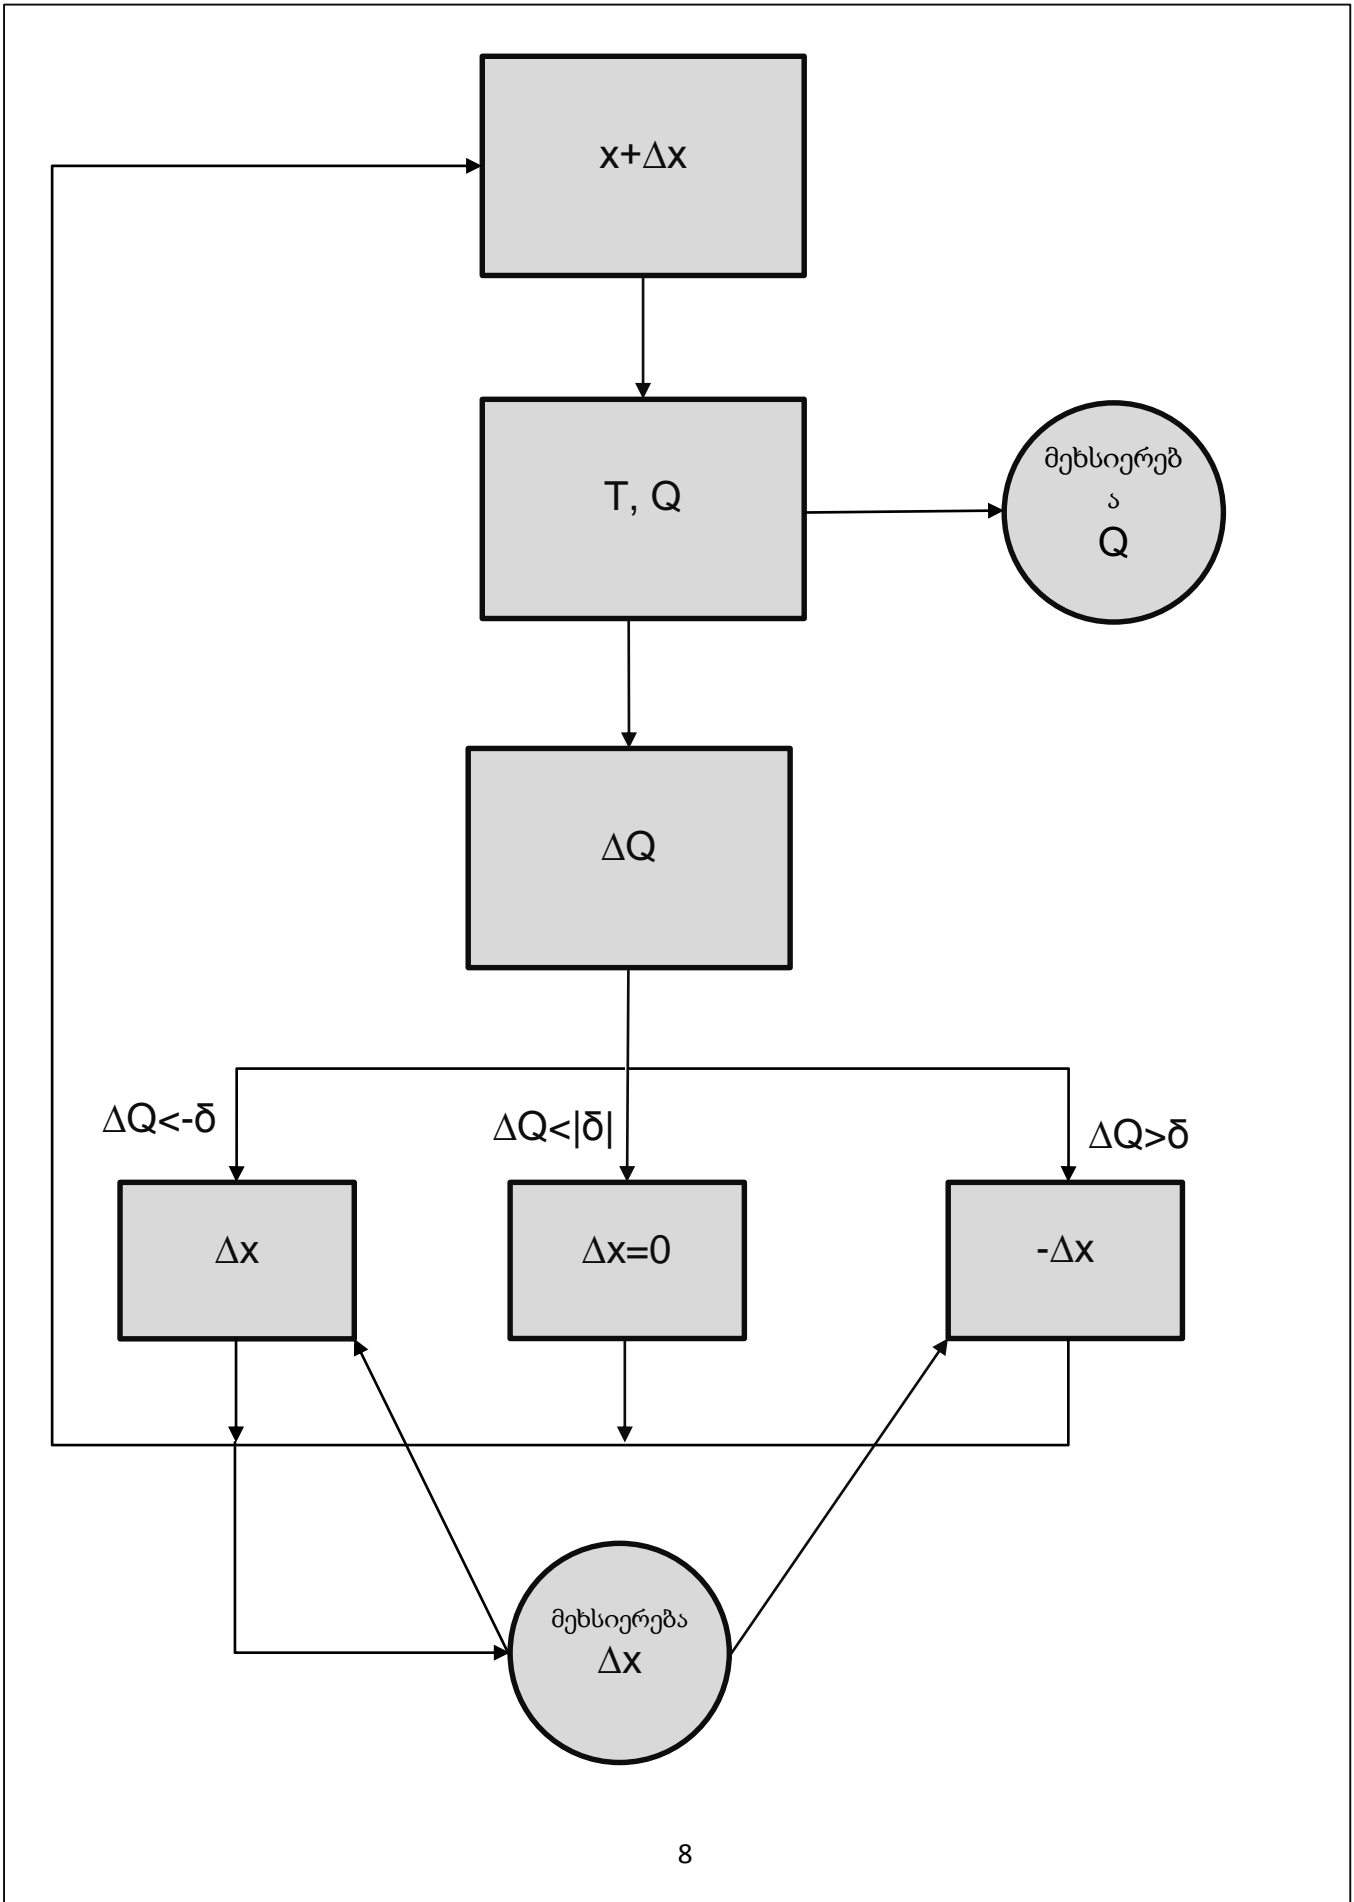 x+Δx
T, Q
მეხსიერებ
ა
Q
ΔQ
ΔQ<-δ
ΔQ<|δ|
ΔQ>δ
Δx
Δx=0
-Δx
მეხსიერება
Δx
8